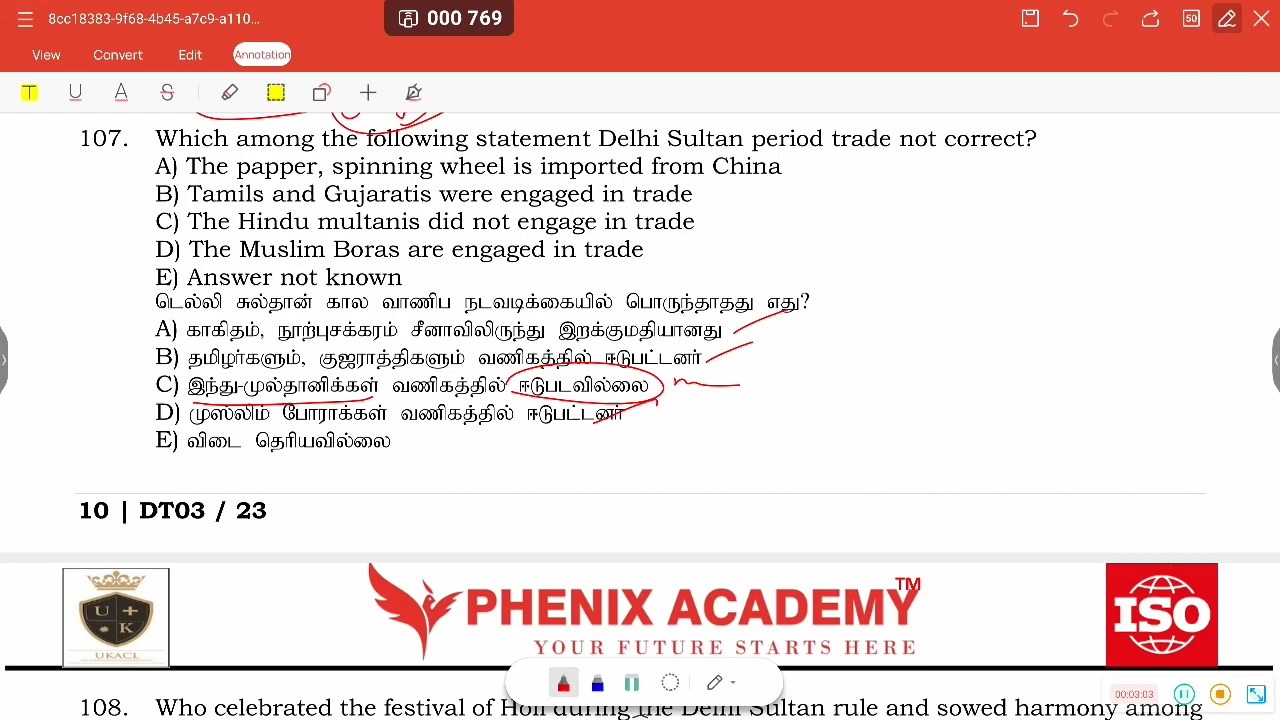 8cc18383-9f68-4b45-a7c9-a110...
000 769
50
View Convert Edit Annotation
T U A S
107. Which among the following statement Delhi Sultan period trade not correct?
A) The papper, spinning wheel is imported from China
B) Tamils and Gujaratis were engaged in trade
C) The Hindu multanis did not engage in trade
D) The Muslim Boras are engaged in trade
E) Answer not known
டெல்லி சுல்தான் கால வாணிப நடவடிக்கையில் பொருந்தாதது எது?
A) காகிதம், நூற்புசக்கரம் சீனாவிலிருந்து இறக்குமதியானது
B) தமிழர்களும், குஜராத்திகளும் வணிகத்தில் ஈடுபட்டனர்
C) இந்து-முல்தானிக்கள் வணிகத்தில் ஈடுபடவில்லை
D) முஸ்லிம் போராக்கள் வணிகத்தில் ஈடுபட்டனர்
E) விடை தெரியவில்லை
10 | DT03 / 23
U K
UKACL
PHENIX ACADEMY TM
YOUR FUTURE STARTS HERE
ISO
00:03:03
108. Who celebrated the festival of Holi during the Delhi Sultan rule and sowed harmony among